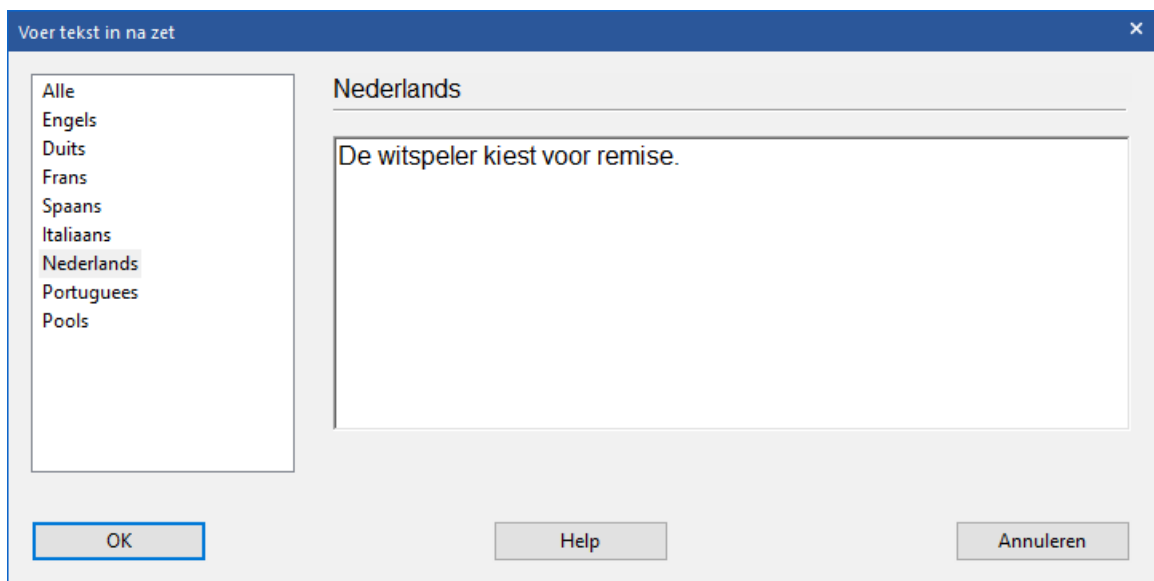 Voer tekst in na zet
×
Alle
Engels
Duits
Frans
Spaans
Italiaans
Nederlands
Portuguees
Pools
Nederlands
De witspeler kiest voor remise.
OK
Help
Annuleren